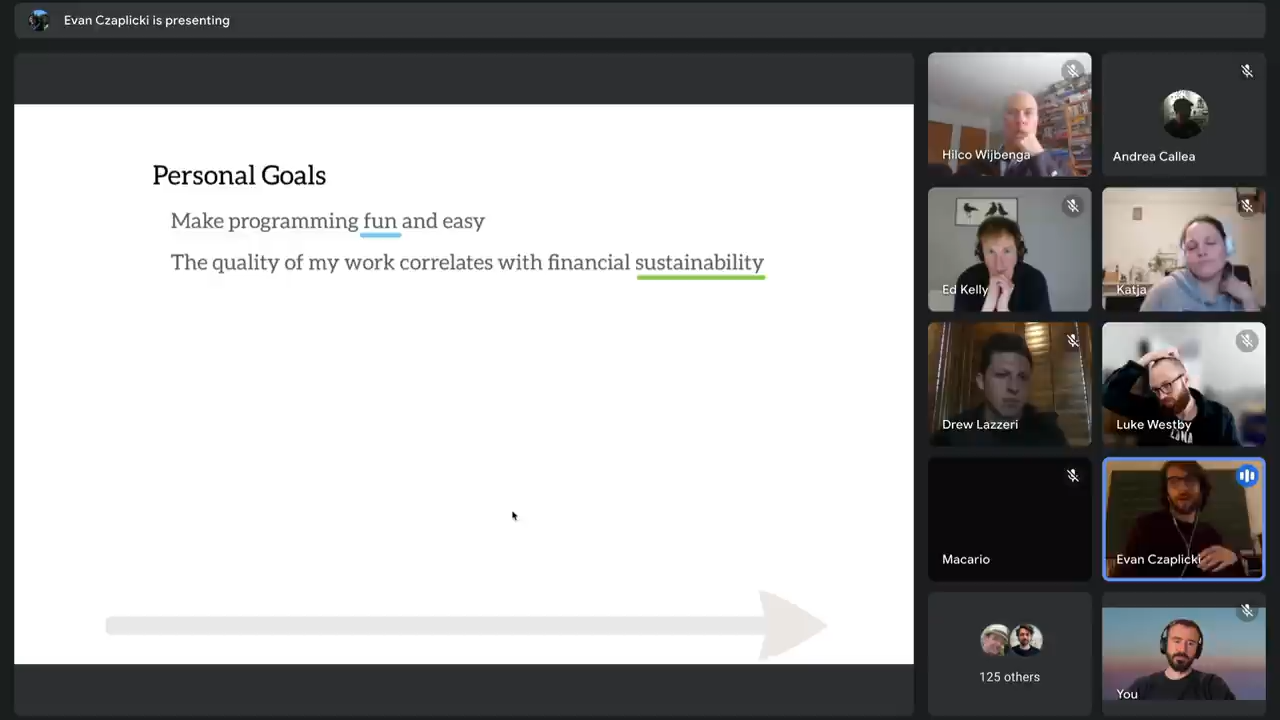 Evan Czaplicki is presenting
Personal Goals
Make programming fun and easy
The quality of my work correlates with financial sustainability
Hilco Wijbenga
Andrea Callea
Ed Kelly
Katja
Drew Lazzeri
Luke Westby
Macario
Evan Czaplicki
125 others
You